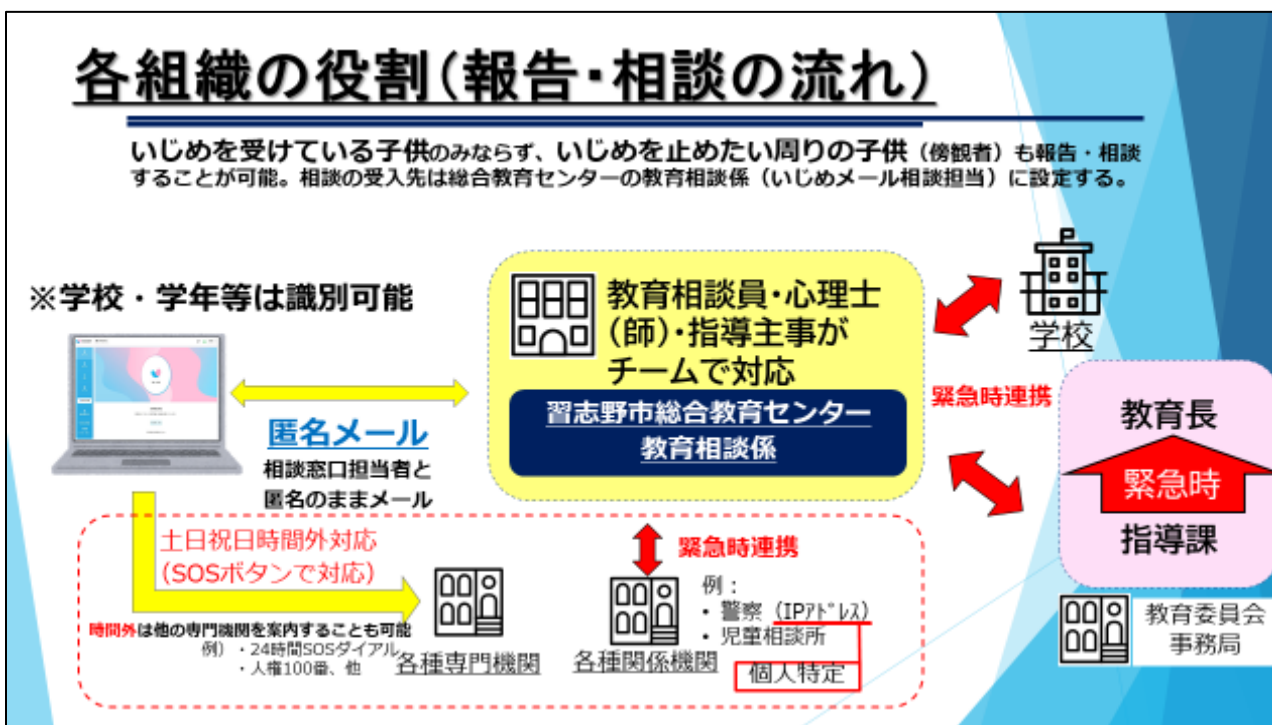 各組織の役割(報告・相談の流れ)
いじめを受けている子供のみならず、いじめを止めたい周りの子供(傍観者)も報告・相談
することが可能。相談の受入先は総合教育センターの教育相談係(いじめメール相談担当)に設定する。
※学校・学年等は識別可能
匿名メール
相談窓口担当者と
匿名のままメール
教育相談員・心理士
(師)・指導主事が
チームで対応
習志野市総合教育センター
教育相談係
学校
緊急時連携
教育長
緊急時
指導課
教育委員会
事務局
土日祝日時間外対応
(SOSボタンで対応)
時間外は他の専門機関を案内することも可能
例)・24時間SOSダイアル
・人権100番、他
各種専門機関
緊急時連携
各種関係機関
例:
・警察(IPアドレス)
・児童相談所
個人特定